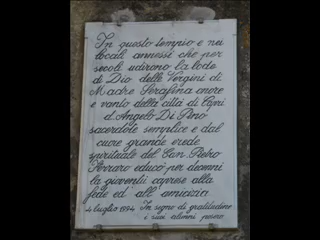 In questo tempio e nei
locali annessi che per
secoli udirono la lode
di Dio delle Vergini di
Madre Serafina onore
e vanto della città di Capri
d. Angelo Di Pino
sacerdote semplice e dal
cuore grande erede
spirituale del Can. Pietro
Ferraro educò per decenni
la gioventù caprese alla
fede ed all'amicizia
4 luglio 1994 In segno di gratitudine
i suoi alunni posero